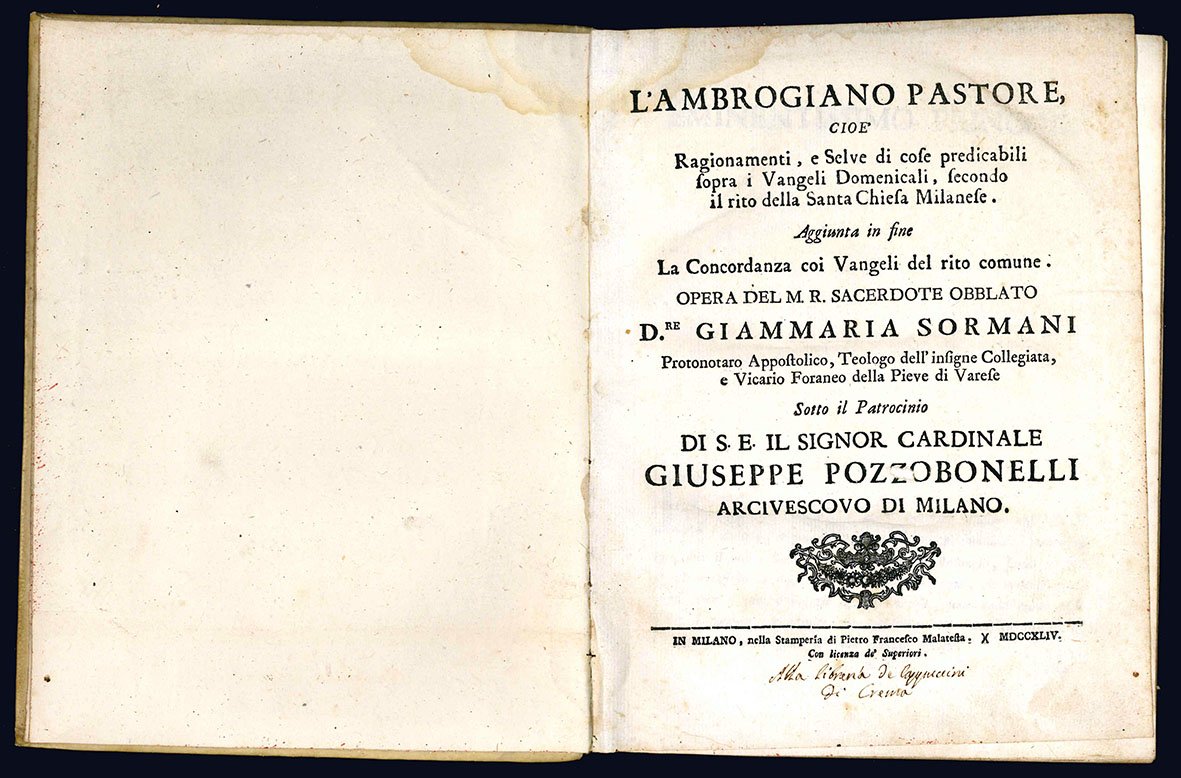 L'AMBROGIANO PASTORE,
CIOE'
Ragionamenti, e Selve di coſe predicabili
ſopra i Vangeli Domenicali, ſecondo
il rito della Santa Chieſa Milaneſe.
Aggiunta in fine
La Concordanza coi Vangeli del rito comune.
OPERA DEL M. R. SACERDOTE OBBLATO
D.RE GIAMMARIA SORMANI
Protonotaro Appoſtolico, Teologo dell' inſigne Collegiata,
e Vicario Foraneo della Pieve di Vareſe
Sotto il Patrocinio
DI S. E. IL SIGNOR CARDINALE
GIUSEPPE POZZOBONELLI
ARCIVESCOVO DI MILANO.
IN MILANO, nella Stamperia di Pietro Franceſco Malateſta. X MDCCXLIV.
Con licenza de' Superiori.
Alla Libraria de Cappuccini
di Crema